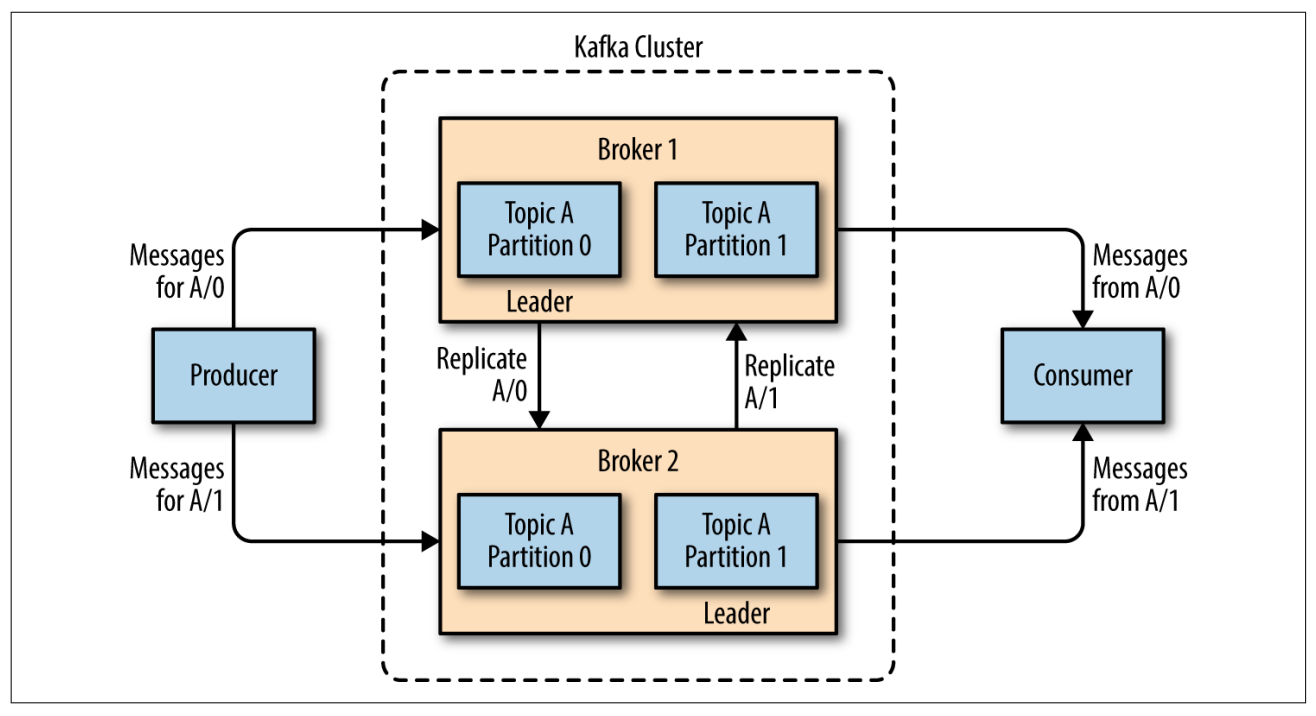 Kafka Cluster
Broker 1
Topic A
Partition 0
Topic A
Partition 1
Leader
Messages
for A/0
Messages
from A/0
Producer
Replicate
A/0
Replicate
A/1
Consumer
Messages
for A/1
Broker 2
Messages
from A/1
Topic A
Partition 0
Topic A
Partition 1
Leader